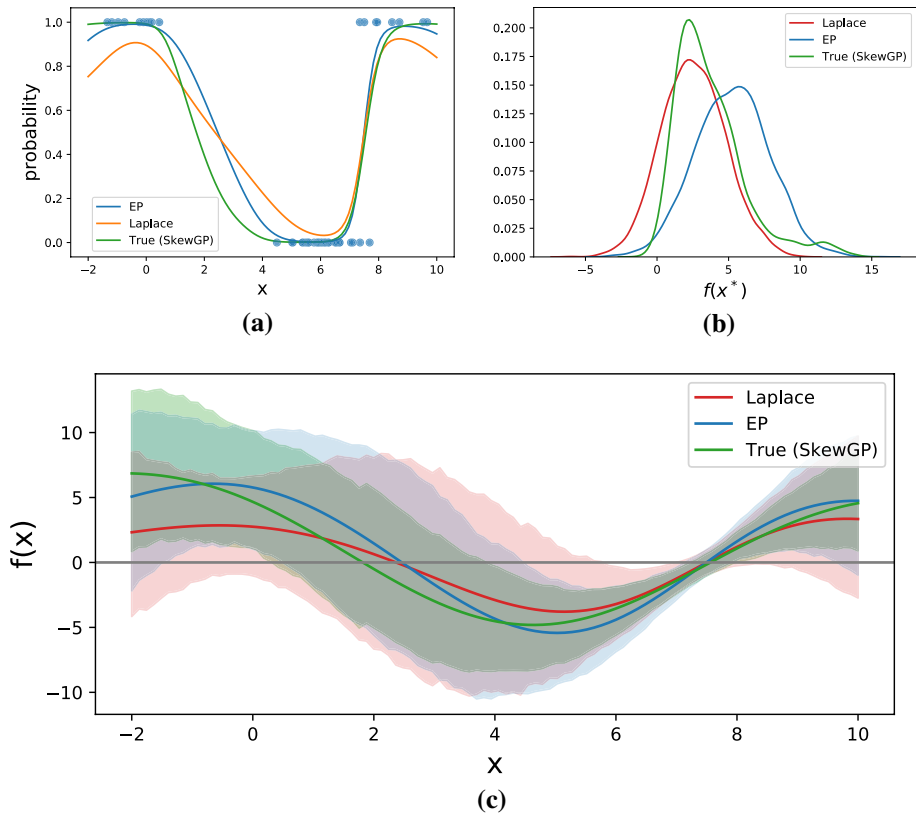 1.0
0.8
0.6
0.4
0.2
0.0
probability
EP
Laplace
True (SkewGP)
−2 0 2 4 6 8 10
x
(a)
0.200
0.175
0.150
0.125
0.100
0.075
0.050
0.025
0.000
Laplace
EP
True (SkewGP)
−5 0 5 10 15
f(x*)
(b)
10
5
0
−5
−10
f(x)
Laplace
EP
True (SkewGP)
−2 0 2 4 6 8 10
x
(c)